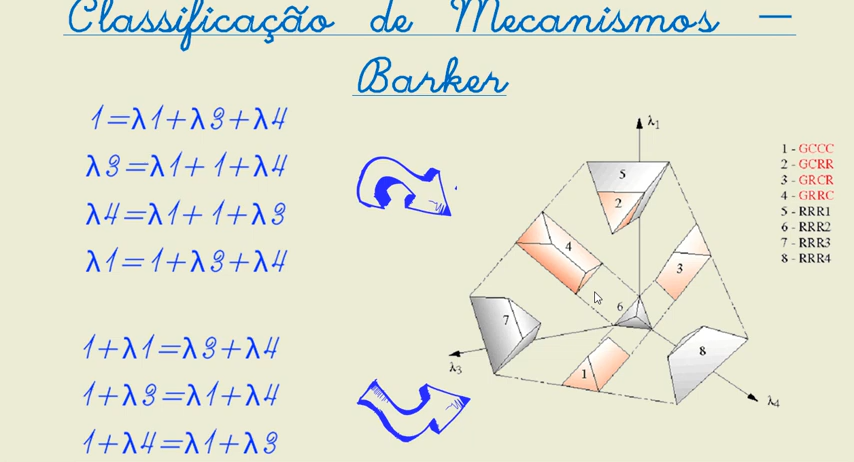 Classificação de Mecanismos –
Barker
1=λ1+λ3+λ4
λ3=λ1+1+λ4
λ4=λ1+1+λ3
λ1=1+λ3+λ4
1+λ1=λ3+λ4
1+λ3=λ1+λ4
1+λ4=λ1+λ3
λ1
5
2
4
3
6
7
8
1
λ3
λ4
1 - GCCC
2 - GCRR
3 - GRCR
4 - GRRC
5 - RRR1
6 - RRR2
7 - RRR3
8 - RRR4